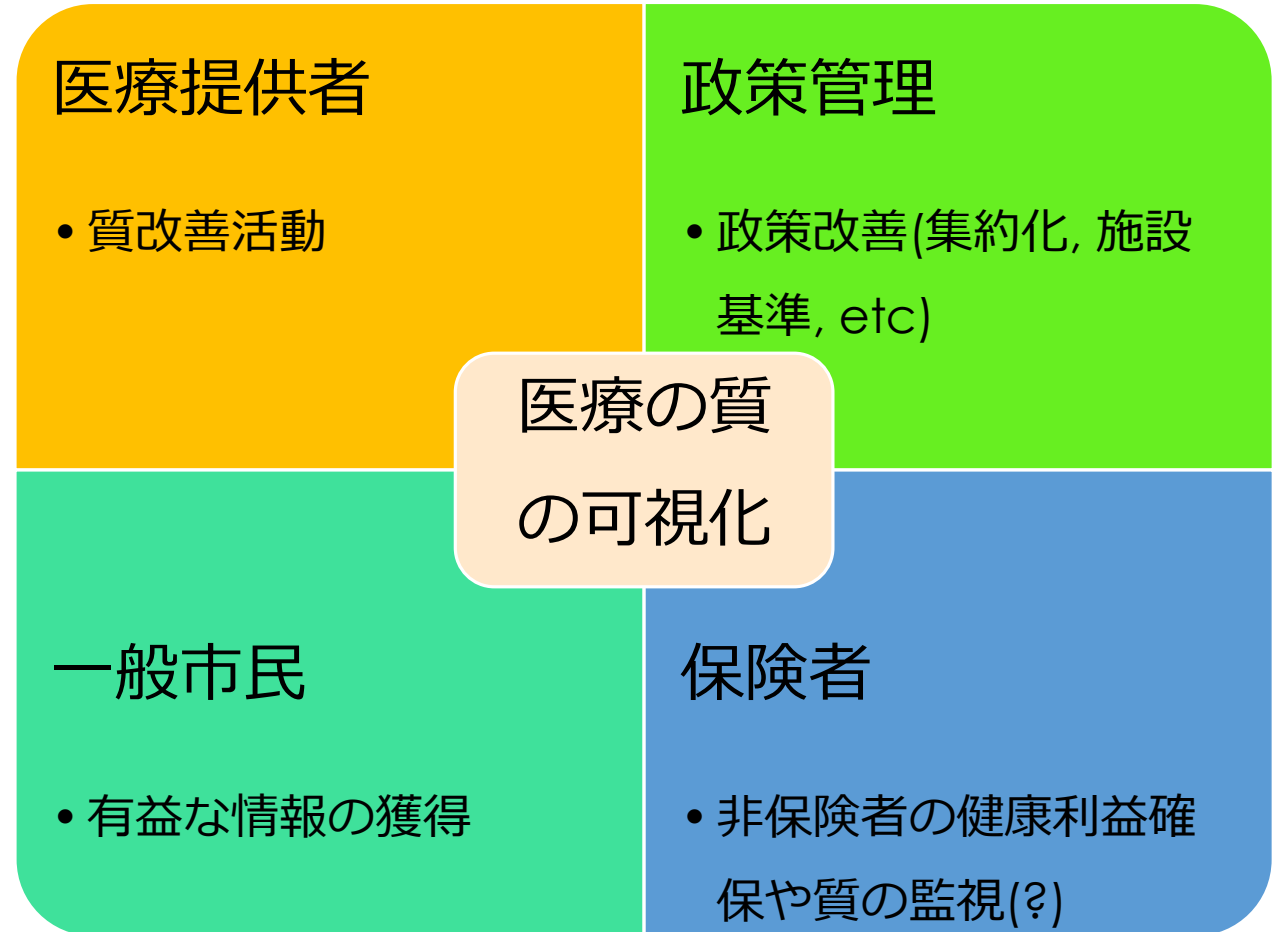 医療提供者
• 質改善活動
政策管理
• 政策改善(集約化, 施設
基準, etc)
医療の質
の可視化
一般市民
• 有益な情報の獲得
保険者
• 非保険者の健康利益確
保や質の監視(?)